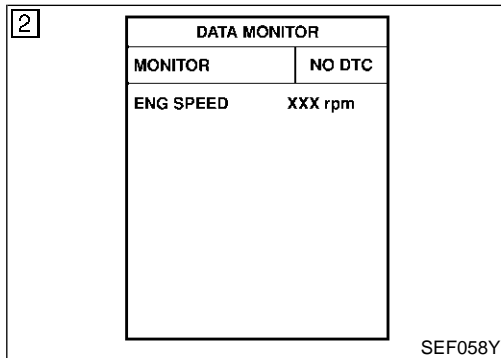 2
DATA MONITOR
MONITOR NO DTC
ENG SPEED XXX rpm
SEF058Y